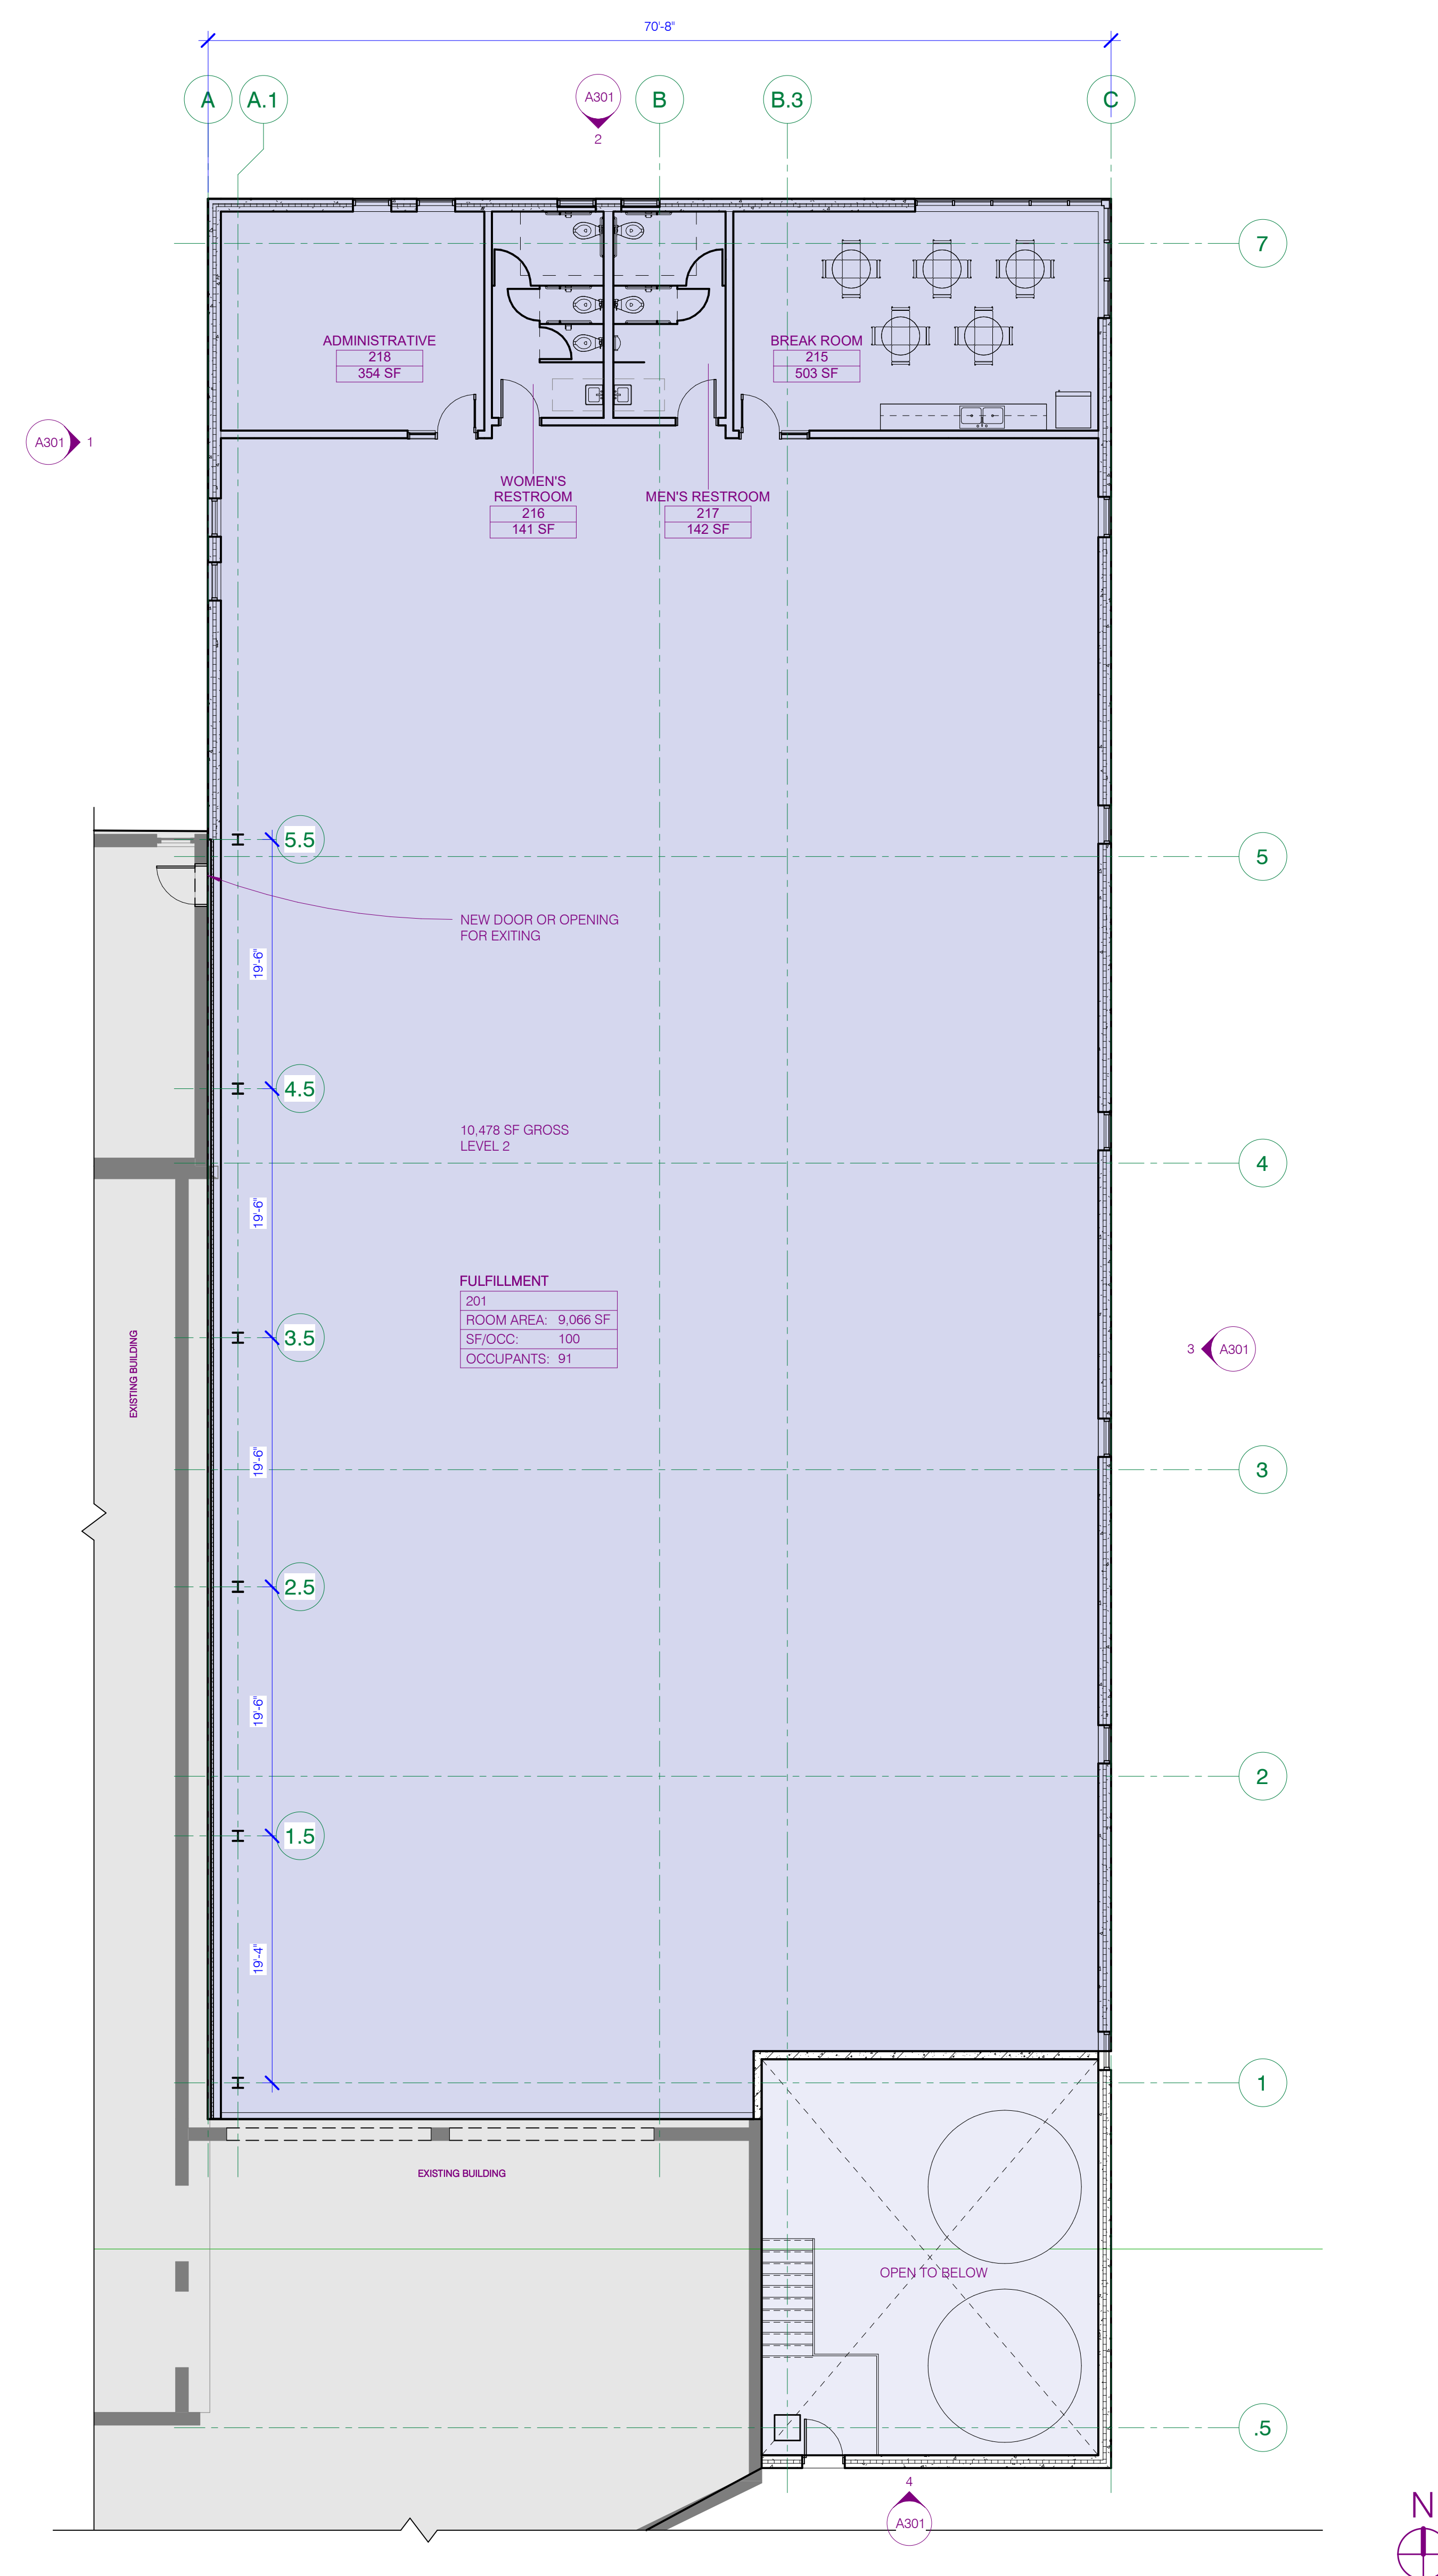 70'-8"
A
A.1
A301
2
B
B.3
C
7
ADMINISTRATIVE
218
354 SF
BREAK ROOM
215
503 SF
A301
1
WOMEN'S
RESTROOM
216
141 SF
MEN'S RESTROOM
217
142 SF
5.5
5
NEW DOOR OR OPENING
FOR EXITING
19'-6"
4.5
10,478 SF GROSS
LEVEL 2
4
19'-6"
FULFILLMENT
201
ROOM AREA: 9,066 SF
SF/OCC: 100
OCCUPANTS: 91
3.5
EXISTING BUILDING
3
A301
19'-6"
3
2.5
19'-6"
2
1.5
19'-4"
1
EXISTING BUILDING
OPEN TO BELOW
.5
4
A301
N